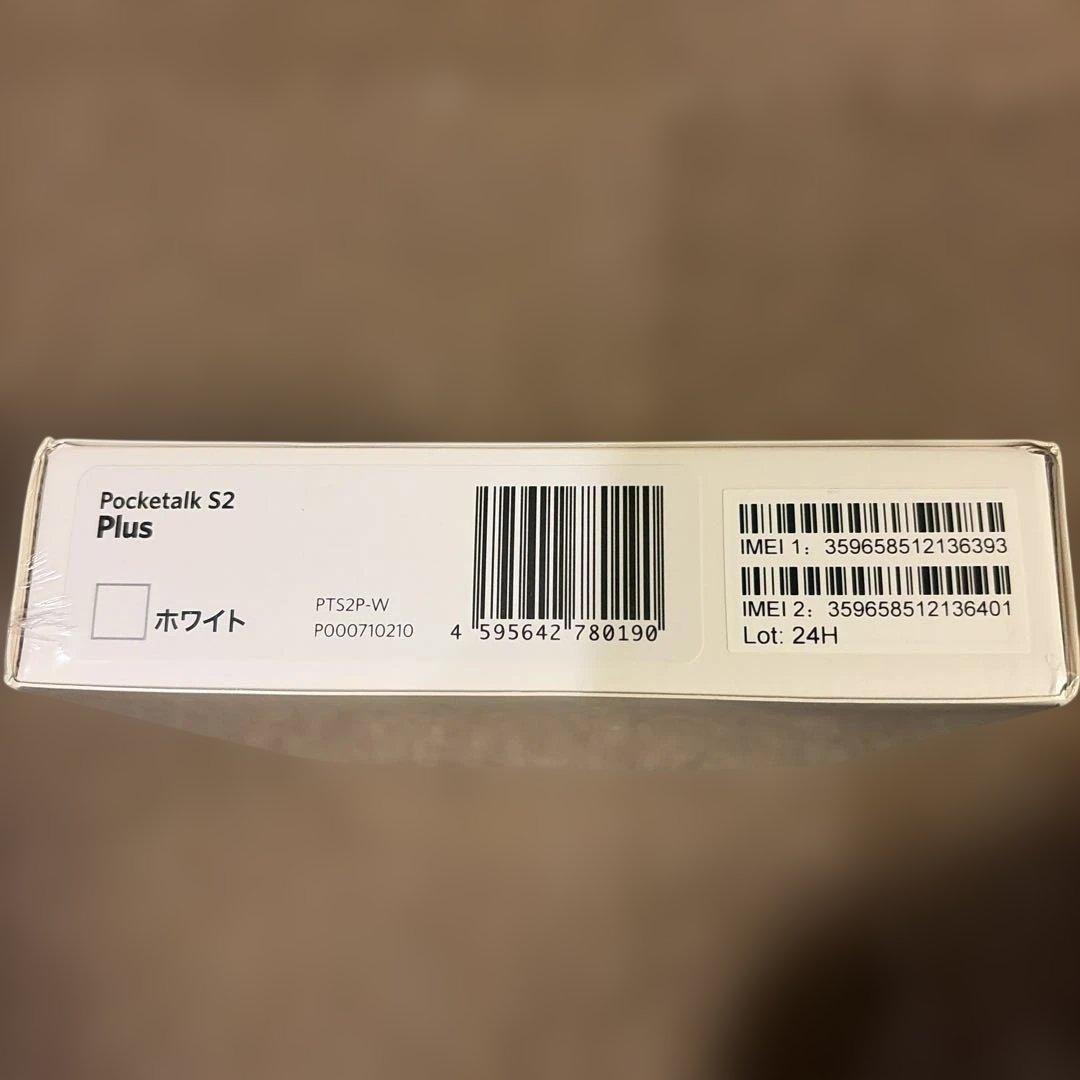 Pocketalk S2
Plus
ホワイト
PTS2P-W
P000710210
4 595642 780190
IMEI 1: 359658512136393
IMEI 2: 359658512136401
Lot: 24H